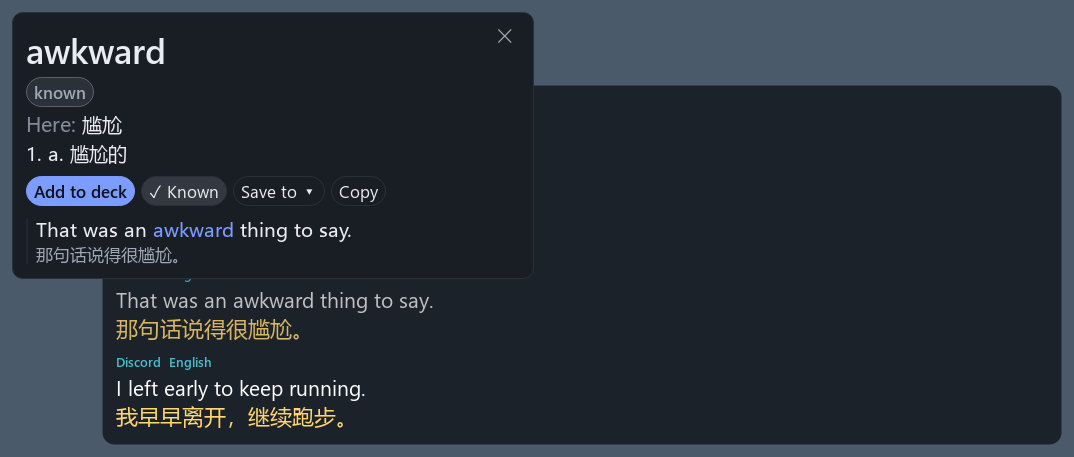 awkward
known
Here: 尴尬
1. a. 尴尬的
Add to deck ✓ Known Save to ▾ Copy
That was an awkward thing to say.
那句话说得很尴尬。
That was an awkward thing to say.
那句话说得很尴尬。
Discord English
I left early to keep running.
我早早离开，继续跑步。